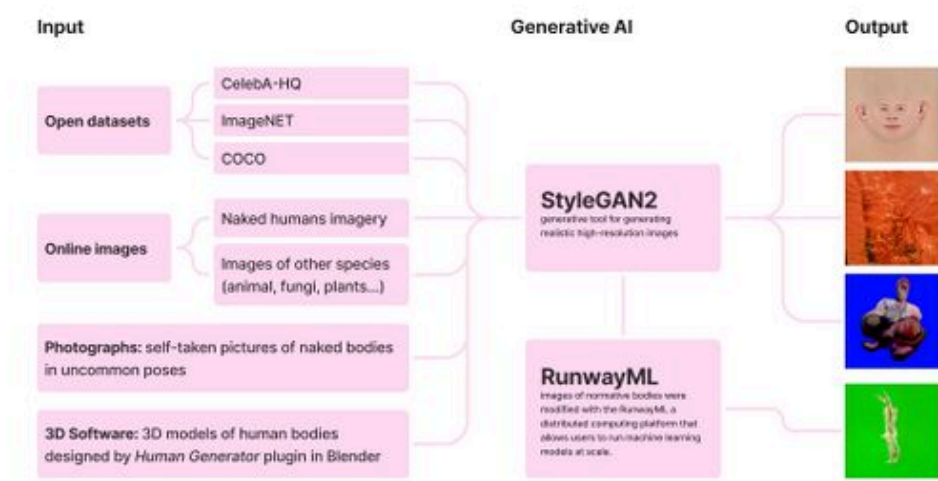 Input
Generative AI
Output
Open datasets
CelebA-HQ
ImageNET
COCO
Online images
Naked humans imagery
Images of other species
(animal, fungi, plants...)
Photographs: self-taken pictures of naked bodies
in uncommon poses
3D Software: 3D models of human bodies
designed by Human Generator plugin in Blender
StyleGAN2
generative tool for generating
realistic high-resolution images
RunwayML
Images of normative bodies were
modified with the RunwayML a
distributed computing platform that
allows users to run machine learning
models at scale.